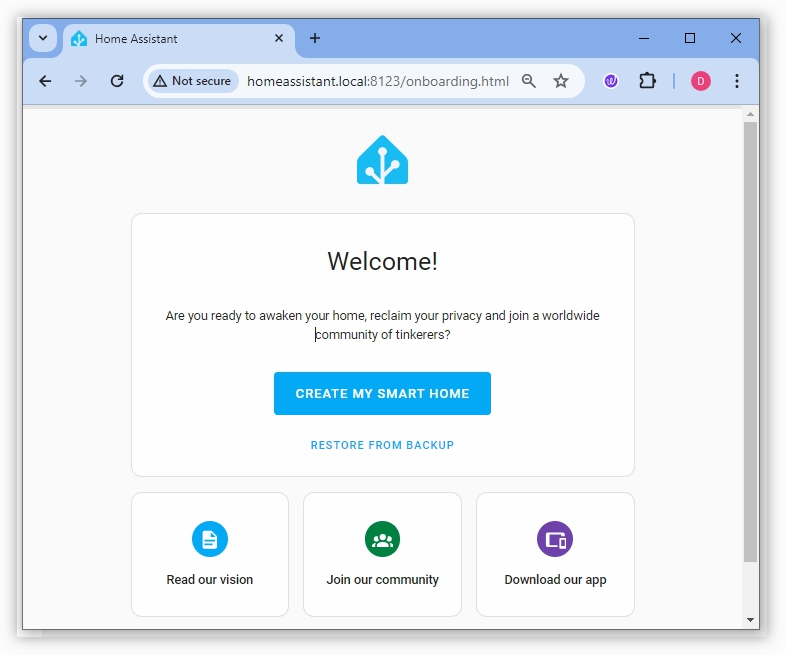 Home Assistant
Not secure
homeassistant.local:8123/onboarding.html
D
Welcome!
Are you ready to awaken your home, reclaim your privacy and join a worldwide
community of tinkerers?
CREATE MY SMART HOME
RESTORE FROM BACKUP
Read our vision
Join our community
Download our app